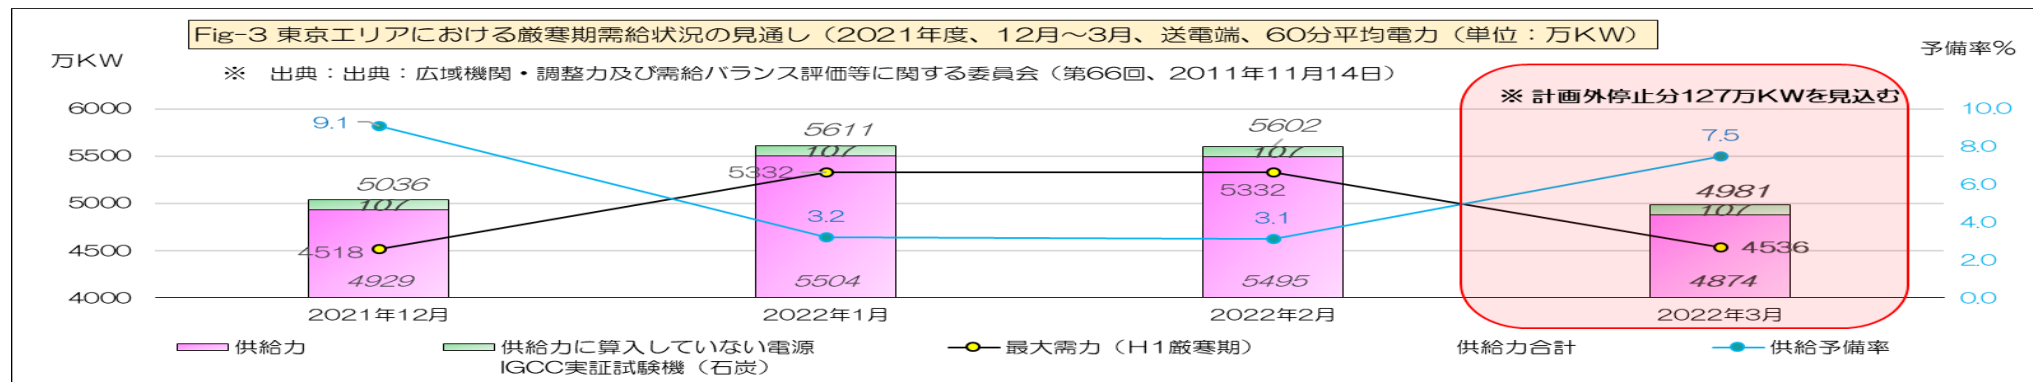 Fig-3 東京エリアにおける厳寒期需給状況の見通し（2021年度、12月～3月、送電端、60分平均電力（単位：万KW）
万KW
予備率%
※　出典：出典：広域機関・調整力及び需給バランス評価等に関する委員会（第66回、2011年11月14日）
※ 計画外停止分127万KWを見込む
6000
5500
5000
4500
4000
10.0
8.0
6.0
4.0
2.0
0.0
9.1
5036
107
4518
4929
5611
107
5332
3.2
5504
5602
107
5332
3.1
5495
7.5
4981
107
4536
4874
2021年12月
2022年1月
2022年2月
2022年3月
供給力
供給力に算入していない電源
IGCC実証試験機（石炭）
最大需力（H1厳寒期）
供給力合計
供給予備率